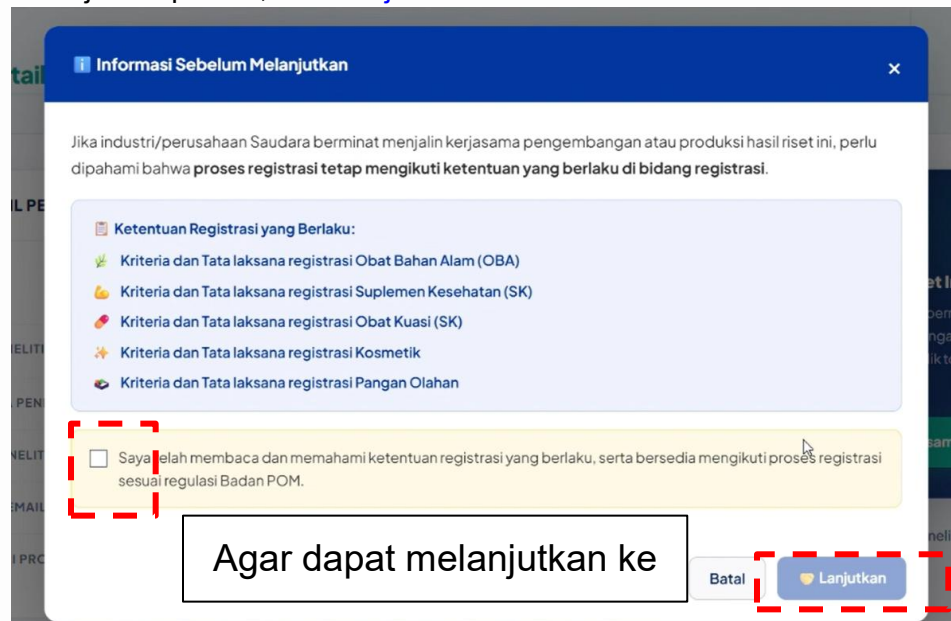 Informasi Sebelum Melanjutkan
×
Jika industri/perusahaan Saudara berminat menjalin kerjasama pengembangan atau produksi hasil riset ini, perlu
dipahami bahwa proses registrasi tetap mengikuti ketentuan yang berlaku di bidang registrasi.
Ketentuan Registrasi yang Berlaku:
Kriteria dan Tata laksana registrasi Obat Bahan Alam (OBA)
Kriteria dan Tata laksana registrasi Suplemen Kesehatan (SK)
Kriteria dan Tata laksana registrasi Obat Kuasi (SK)
Kriteria dan Tata laksana registrasi Kosmetik
Kriteria dan Tata laksana registrasi Pangan Olahan
Saya telah membaca dan memahami ketentuan registrasi yang berlaku, serta bersedia mengikuti proses registrasi
sesuai regulasi Badan POM.
Agar dapat melanjutkan ke
Batal
Lanjutkan